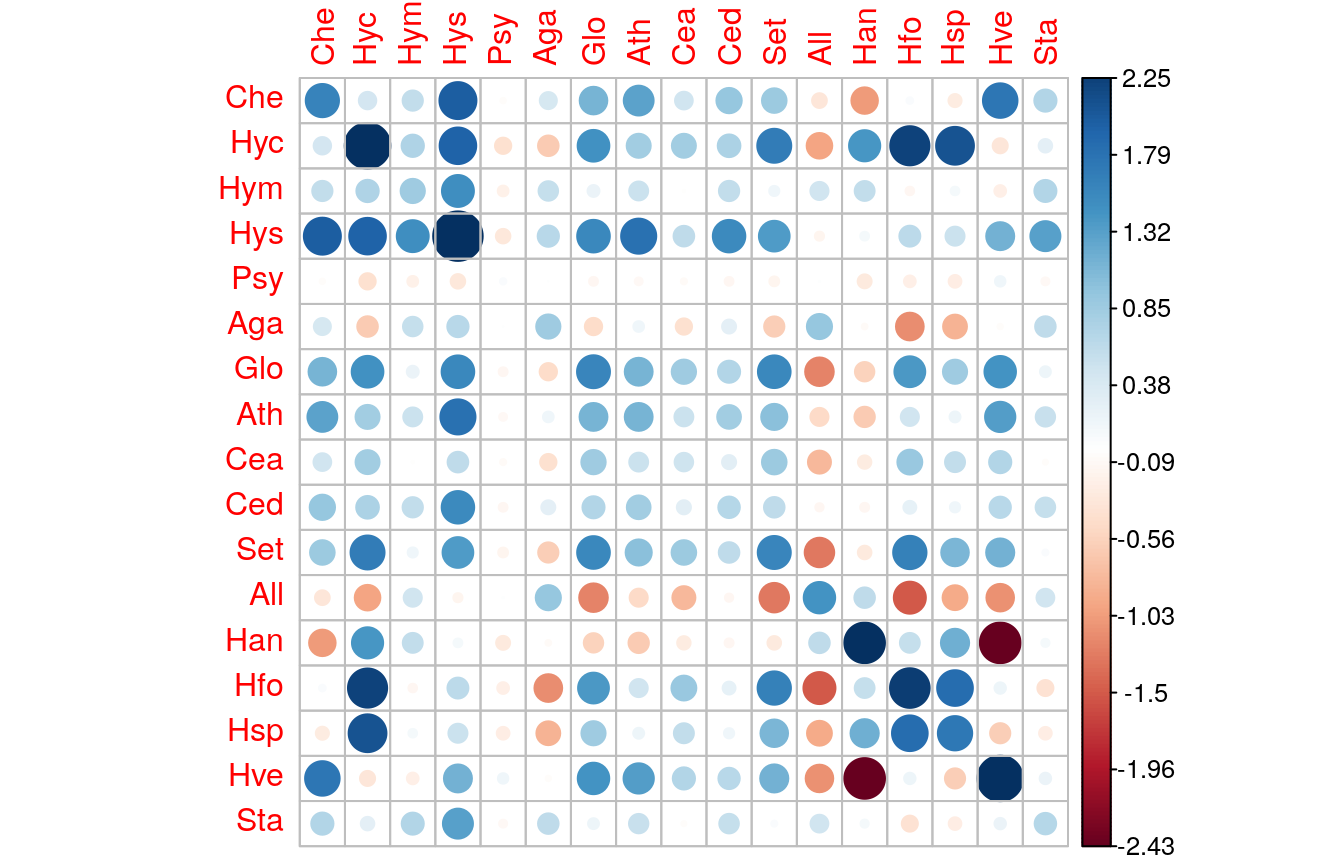 Che Hyc Hym Hys Psy Aga Glo Ath Cea Ced Set All Han Hfo Hsp Hve Sta
Che
Hyc
Hym
Hys
Psy
Aga
Glo
Ath
Cea
Ced
Set
All
Han
Hfo
Hsp
Hve
Sta
2.25
1.79
1.32
0.85
0.38
-0.09
-0.56
-1.03
-1.5
-1.96
-2.43